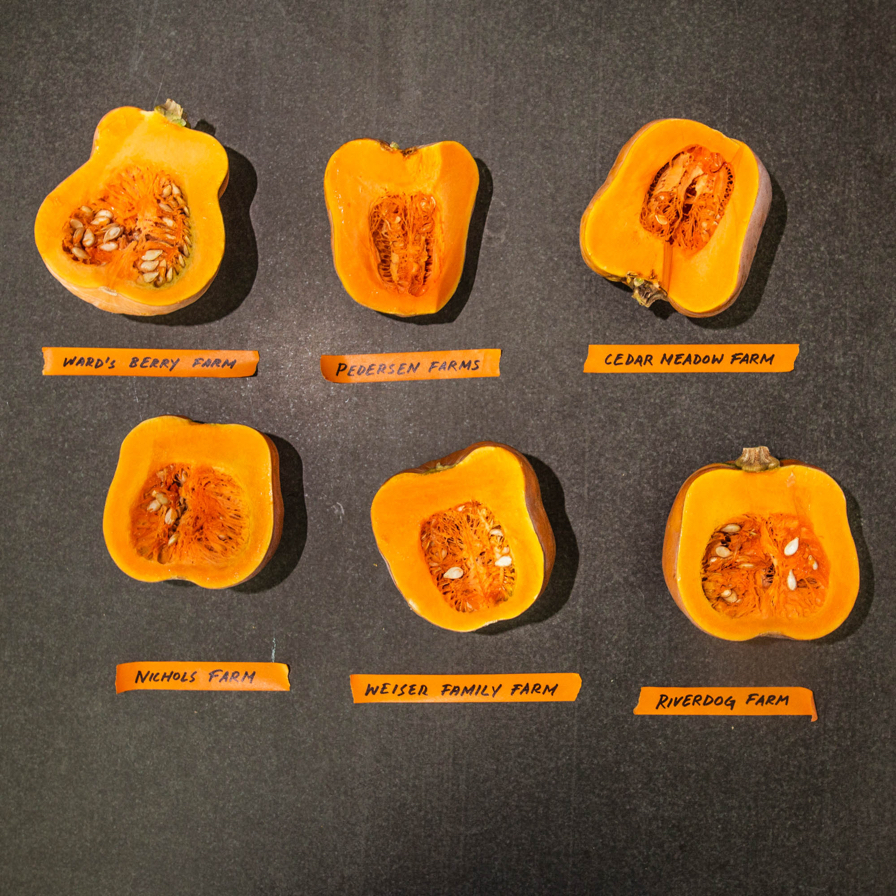 WARD'S BERRY FARM
PEDERSEN FARMS
CEDAR MEADOW FARM
NICHOLS FARM
WEISER FAMILY FARM
RIVERDOG FARM